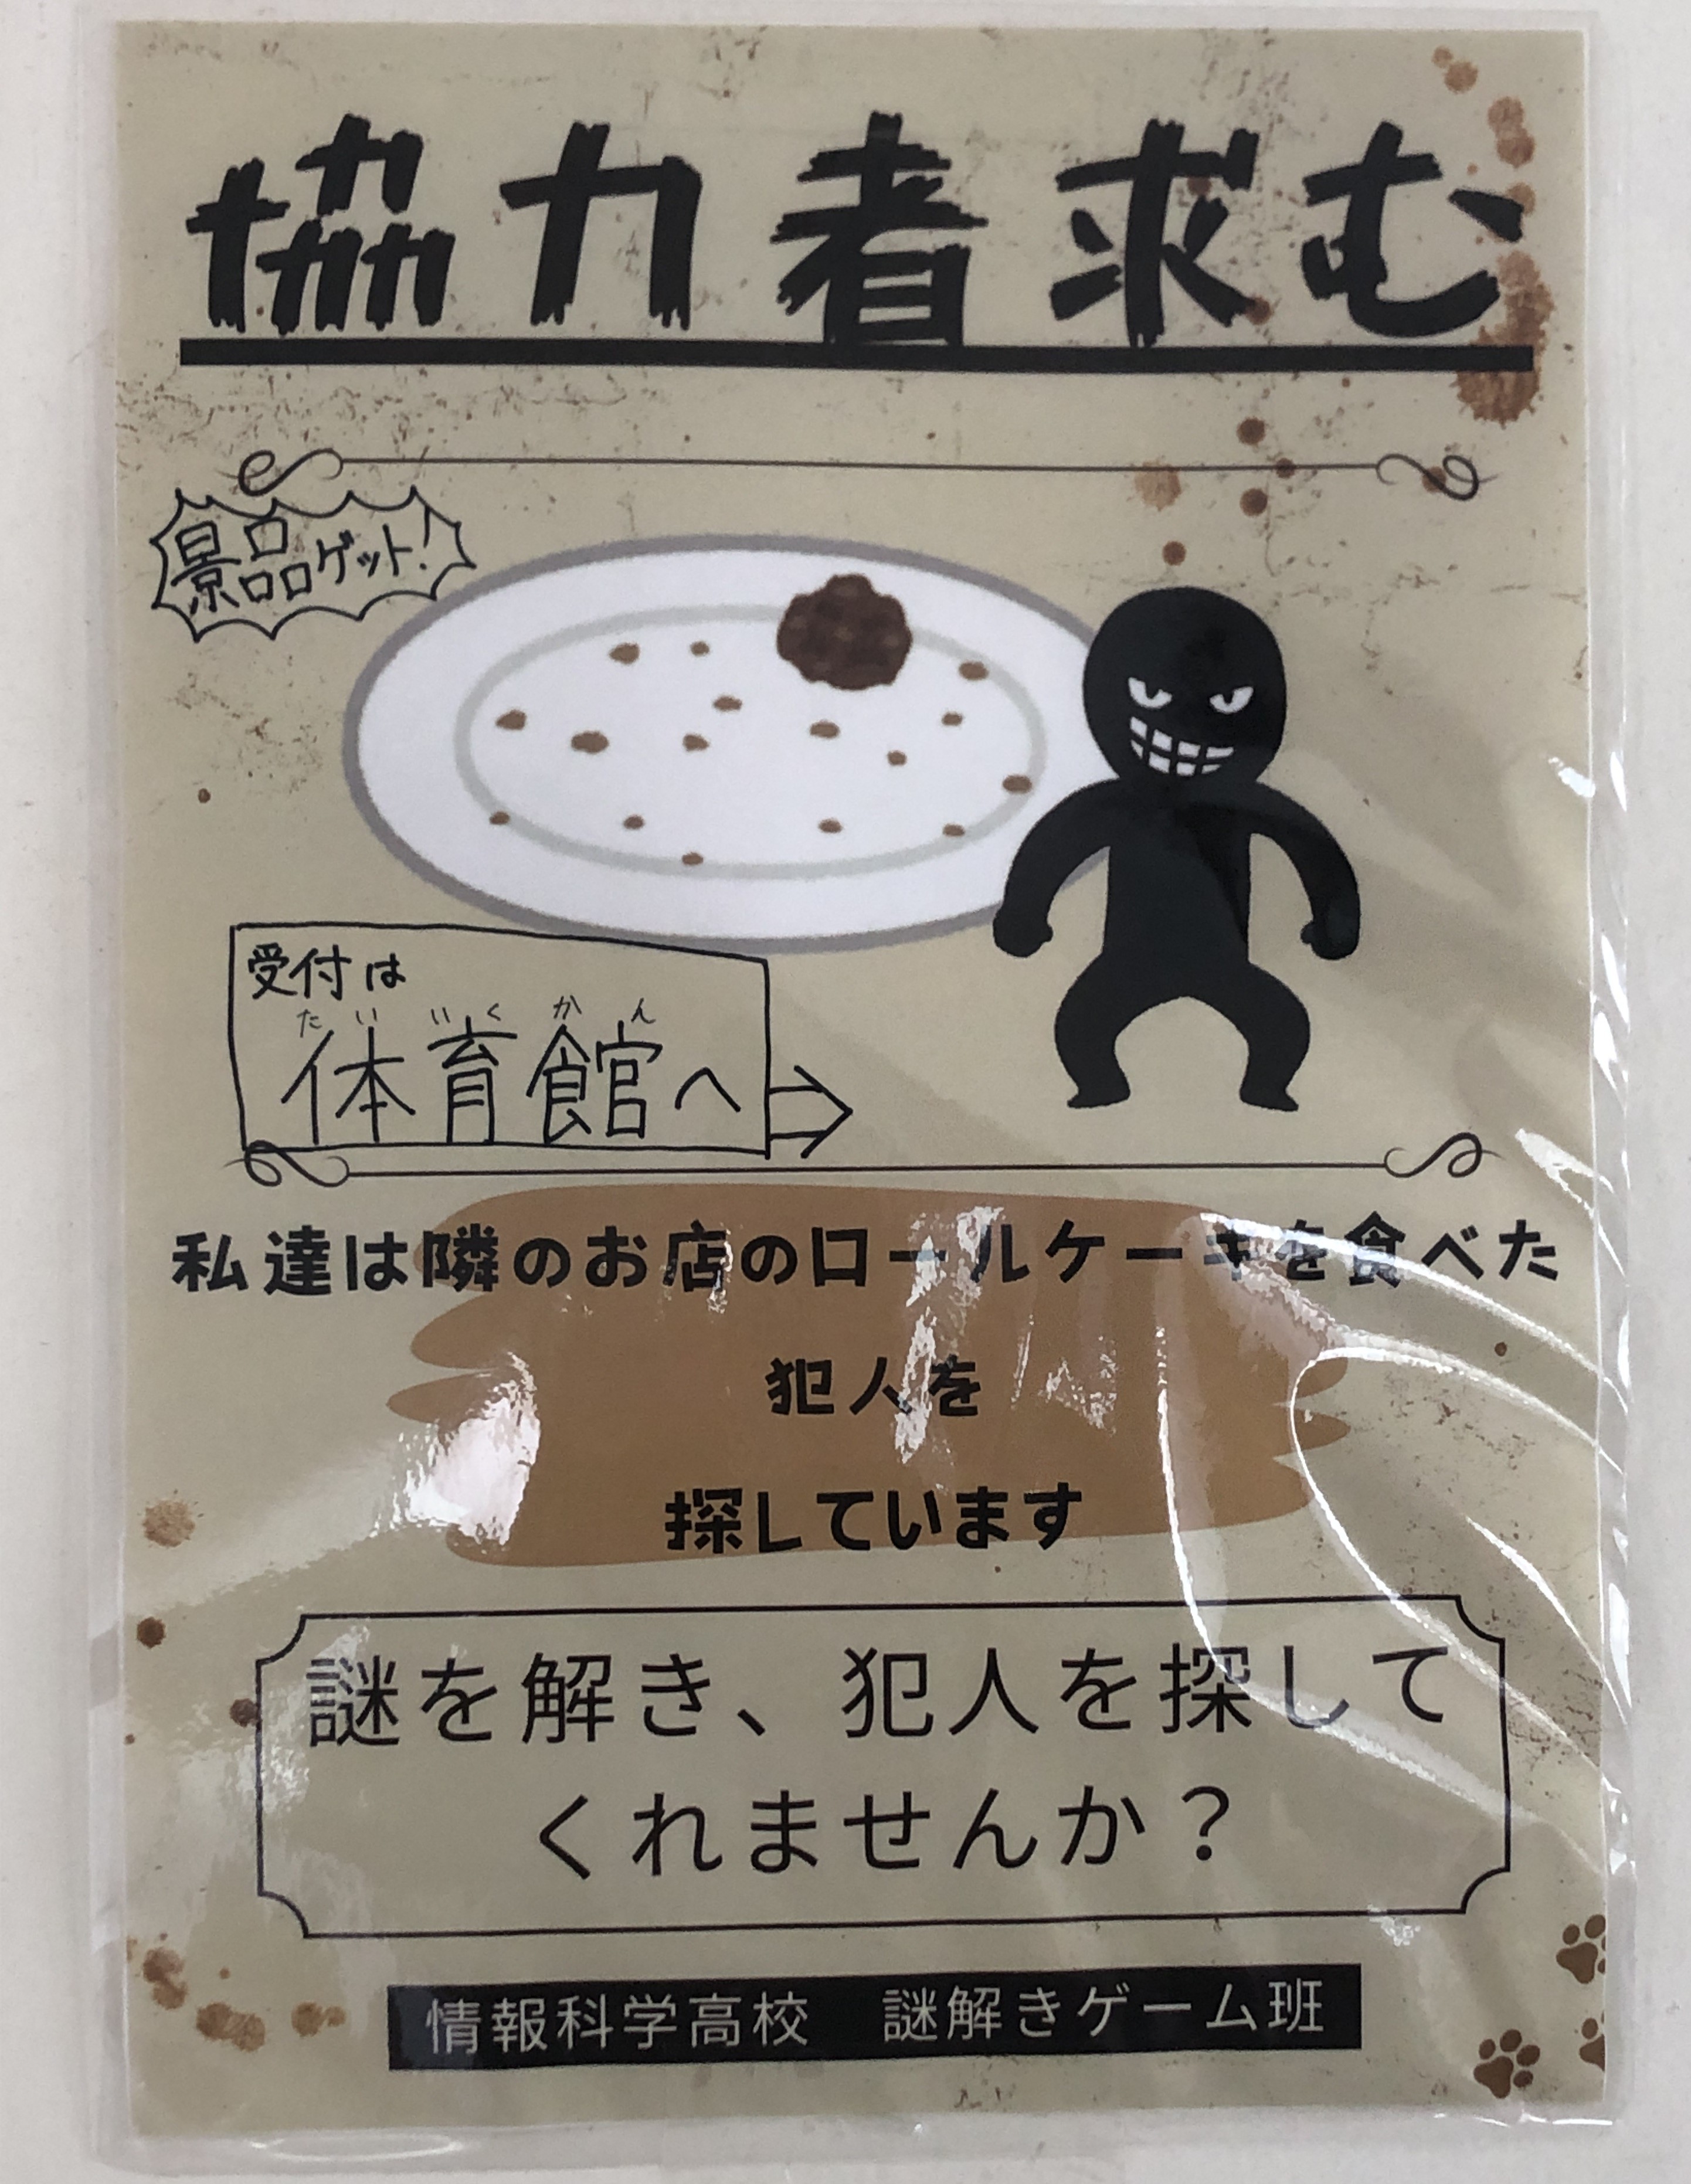 協力者求む
景品ゲット!
受付は
たいいくかん
体育館へ
私達は隣のお店のロールケーキを食べた
犯人を
探しています
謎を解き、犯人を探して
くれませんか？
情報科学高校　謎解きゲーム班